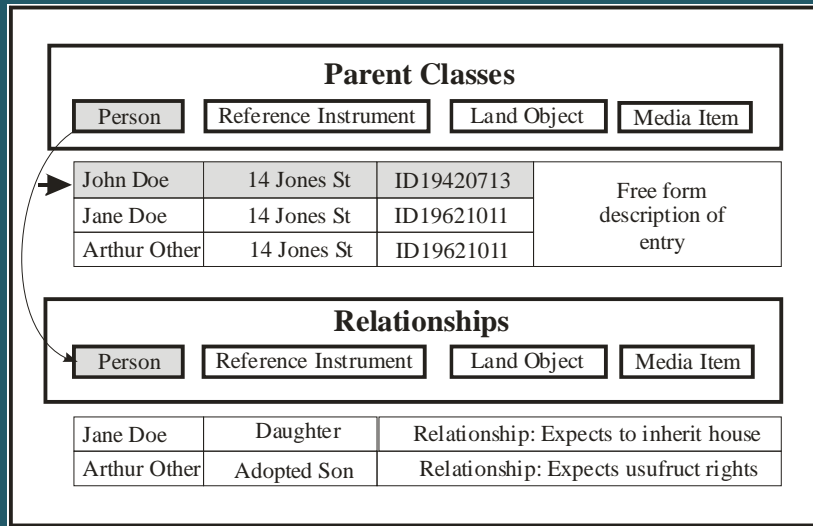 Parent Classes
Person Reference Instrument Land Object Media Item
John Doe 14 Jones St ID19420713
Jane Doe 14 Jones St ID19621011
Arthur Other 14 Jones St ID19621011
Free form
description of
entry
Relationships
Person Reference Instrument Land Object Media Item
Jane Doe Daughter Relationship: Expects to inherit house
Arthur Other Adopted Son Relationship: Expects usufruct rights